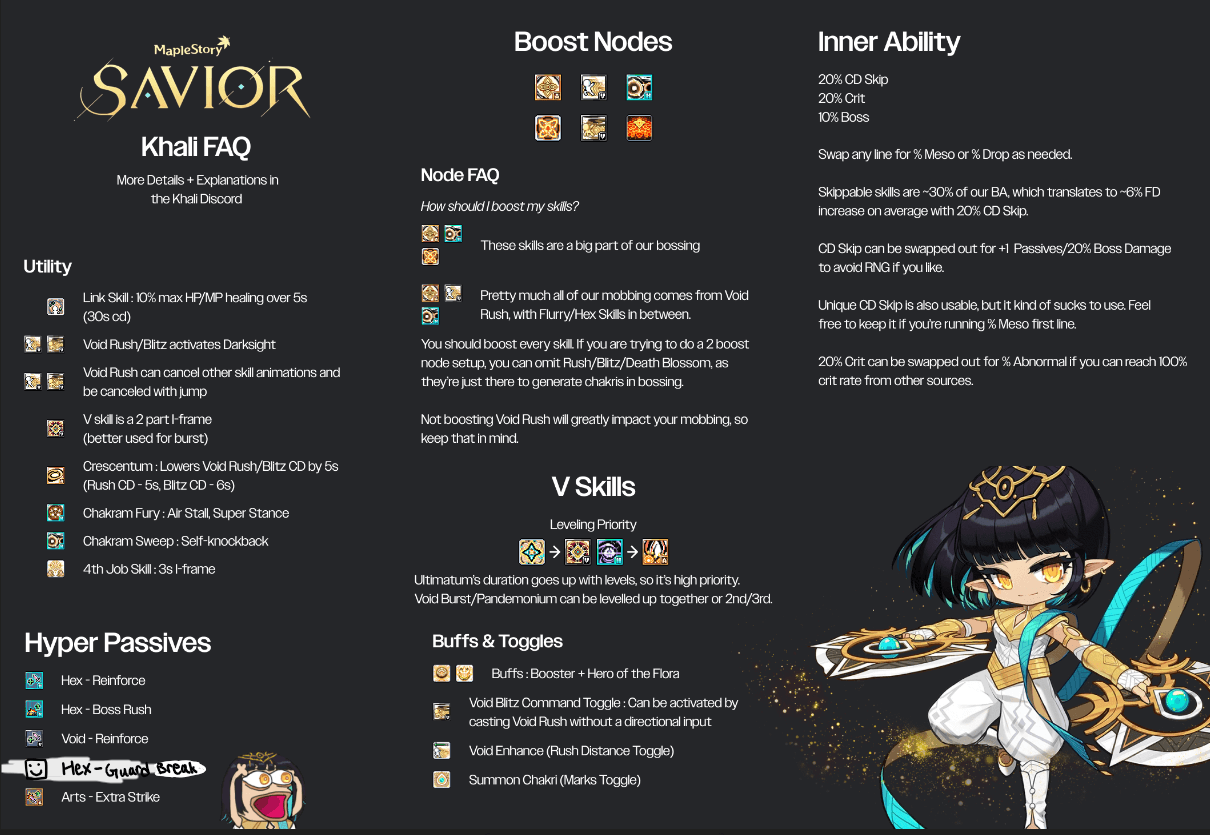 MapleStory
SAVIOR
Khali FAQ
More Details + Explanations in
the Khali Discord
Utility
Link Skill : 10% max HP/MP healing over 5s
(30s cd)
Void Rush/Blitz activates Darksight
Void Rush can cancel other skill animations and
be canceled with jump
V skill is a 2 part I-frame
(better used for burst)
Crescentum : Lowers Void Rush/Blitz CD by 5s
(Rush CD - 5s, Blitz CD - 6s)
Chakram Fury : Air Stall, Super Stance
Chakram Sweep : Self-knockback
4th Job Skill : 3s I-frame
Hyper Passives
Hex - Reinforce
Hex - Boss Rush
Void - Reinforce
Hex - Guard Break
Arts - Extra Strike
Boost Nodes
Node FAQ
How should I boost my skills?
These skills are a big part of our bossing
Pretty much all of our mobbing comes from Void
Rush, with Flurry/Hex Skills in between.
You should boost every skill. If you are trying to do a 2 boost
node setup, you can omit Rush/Blitz/Death Blossom, as
they're just there to generate chakris in bossing.
Not boosting Void Rush will greatly impact your mobbing, so
keep that in mind.
V Skills
Leveling Priority
Ultimatum's duration goes up with levels, so it's high priority.
Void Burst/Pandemonium can be levelled up together or 2nd/3rd.
Buffs & Toggles
Buffs : Booster + Hero of the Flora
Void Blitz Command Toggle : Can be activated by
casting Void Rush without a directional input
Void Enhance (Rush Distance Toggle)
Summon Chakri (Marks Toggle)
Inner Ability
20% CD Skip
20% Crit
10% Boss
Swap any line for % Meso or % Drop as needed.
Skippable skills are ~30% of our BA, which translates to ~6% FD
increase on average with 20% CD Skip.
CD Skip can be swapped out for +1 Passives/20% Boss Damage
to avoid RNG if you like.
Unique CD Skip is also usable, but it kind of sucks to use. Feel
free to keep it if you're running % Meso first line.
20% Crit can be swapped out for % Abnormal if you can reach 100%
crit rate from other sources.